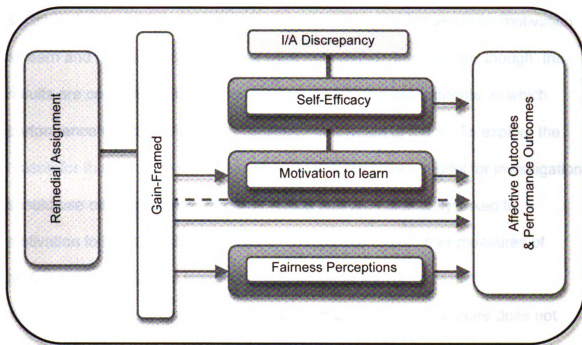 I/A Discrepancy
Self-Efficacy
Remedial Assignment
Gain-Framed
Motivation to learn
Affective Outcomes
& Performance Outcomes
Fairness Perceptions